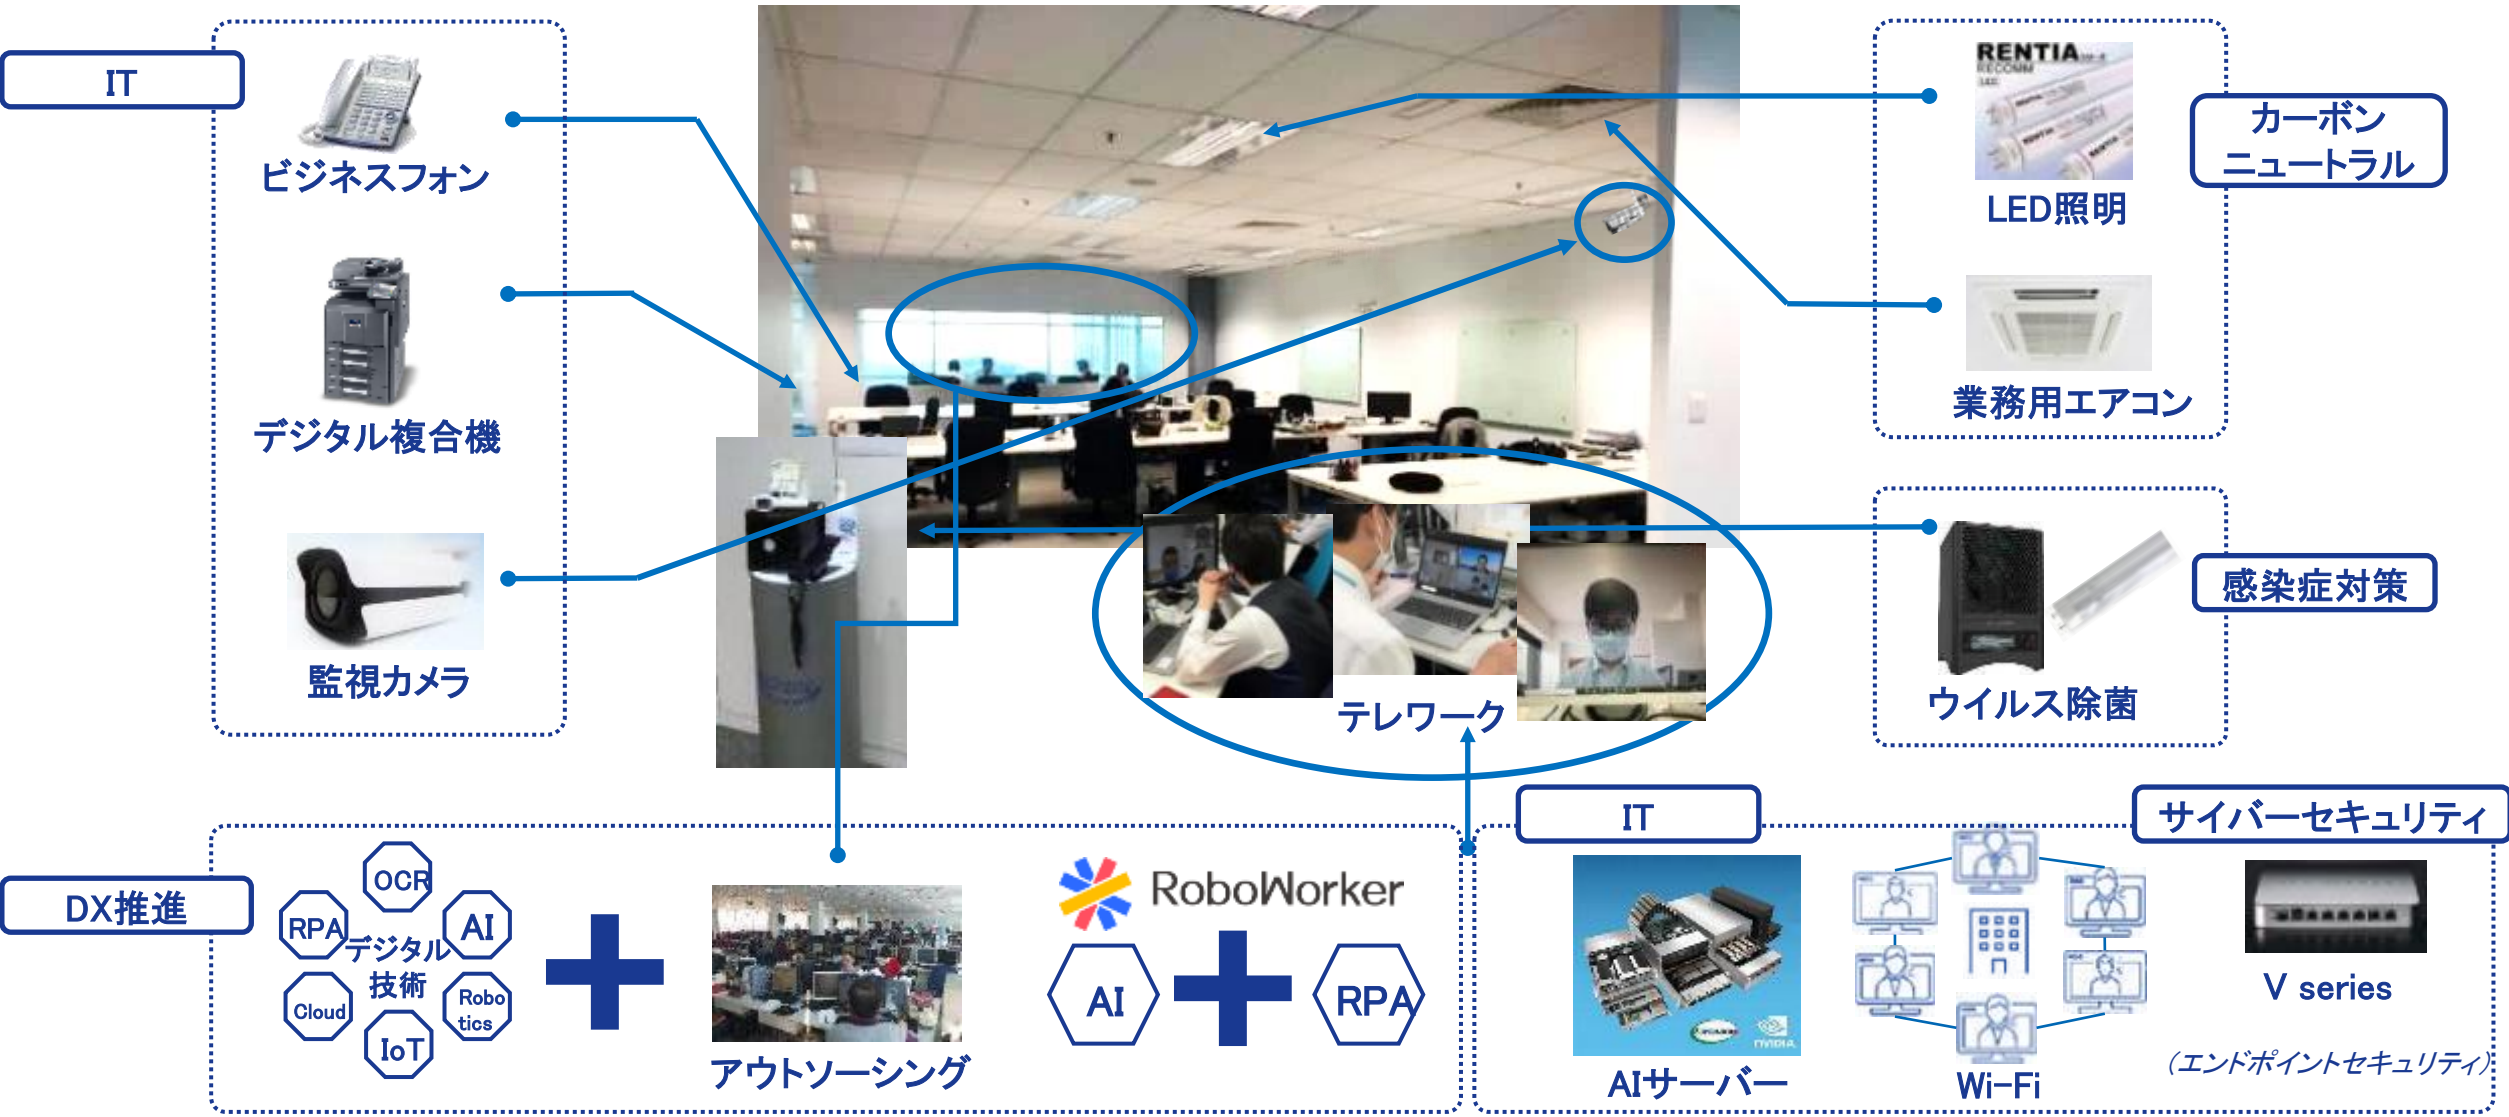 IT
ビジネスフォン
デジタル複合機
監視カメラ
RENTIA
RECOMM
LED
LED照明
カーボン
ニュートラル
業務用エアコン
感染症対策
ウイルス除菌
テレワーク
DX推進
OCR
RPA
AI
デジタル
技術
Cloud
Robo
tics
IoT
アウトソーシング
RoboWorker
AI
RPA
IT
サイバーセキュリティ
NVIDIA
AIサーバー
Wi-Fi
V series
(エンドポイントセキュリティ)